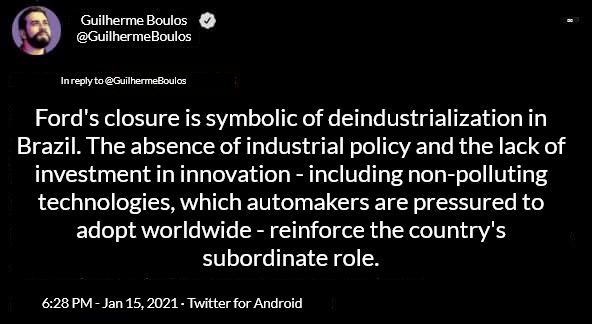 Guilherme Boulos
@GuilhermeBoulos
In reply to @GuilhermeBoulos
Ford's closure is symbolic of deindustrialization in
Brazil. The absence of industrial policy and the lack of
investment in innovation - including non-polluting
technologies, which automakers are pressured to
adopt worldwide - reinforce the country's
subordinate role.
6:28 PM - Jan 15, 2021 · Twitter for Android